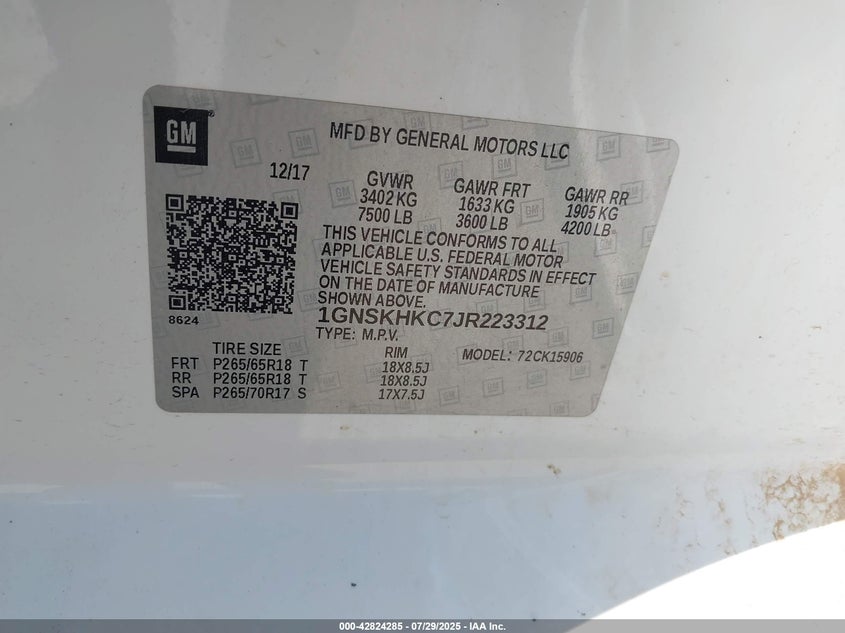 GM
MFD BY GENERAL MOTORS LLC
12/17
GVWR GAWR FRT GAWR RR
3402 KG 1633 KG 1905 KG
7500 LB 3600 LB 4200 LB
THIS VEHICLE CONFORMS TO ALL
APPLICABLE U.S. FEDERAL MOTOR
VEHICLE SAFETY STANDARDS IN EFFECT
ON THE DATE OF MANUFACTURE
SHOWN ABOVE.
8624
1GNSKHKC7JR223312
TYPE: M.P.V.
TIRE SIZE RIM MODEL: 72CK15906
FRT P265/65R18 T 18X8.5J
RR P265/65R18 T 18X8.5J
SPA P265/70R17 S 17X7.5J
000-42824285 - 07/29/2025 - IAA Inc.